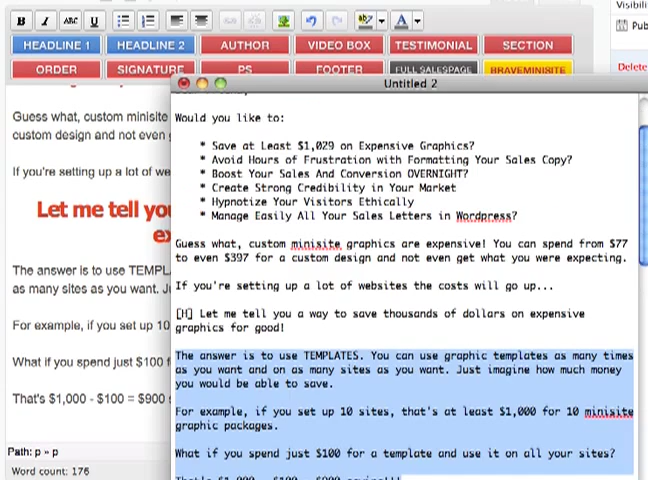 Visibili
B I ABC U
Pub
HEADLINE 1 HEADLINE 2 AUTHOR VIDEO BOX TESTIMONIAL SECTION
ORDER SIGNATURE PS FOOTER FULL SALESPAGE BRAVEMINISITE
Delete
Untitled 2
Guess what, custom minisite
custom design and not even
If you're setting up a lot of we
Let me tell you
ex
The answer is to use TEMPL
as many sites as you want. J
For example, if you set up 10
What if you spend just $100 f
That's $1,000 - $100 = $900 s
Path: p » p
Word count: 176
Would you like to:
* Save at Least $1,029 on Expensive Graphics?
* Avoid Hours of Frustration with Formatting Your Sales Copy?
* Boost Your Sales And Conversion OVERNIGHT?
* Create Strong Credibility in Your Market
* Hypnotize Your Visitors Ethically
* Manage Easily All Your Sales Letters in Wordpress?
Guess what, custom minisite graphics are expensive! You can spend from $77
to even $397 for a custom design and not even get what you were expecting.
If you're setting up a lot of websites the costs will go up...
[H] Let me tell you a way to save thousands of dollars on expensive
graphics for good!
The answer is to use TEMPLATES. You can use graphic templates as many times
as you want and on as many sites as you want. Just imagine how much money
you would be able to save.
For example, if you set up 10 sites, that's at least $1,000 for 10 minisite
graphic packages.
What if you spend just $100 for a template and use it on all your sites?
That's $1,000 - $100 = $900 saving!!!